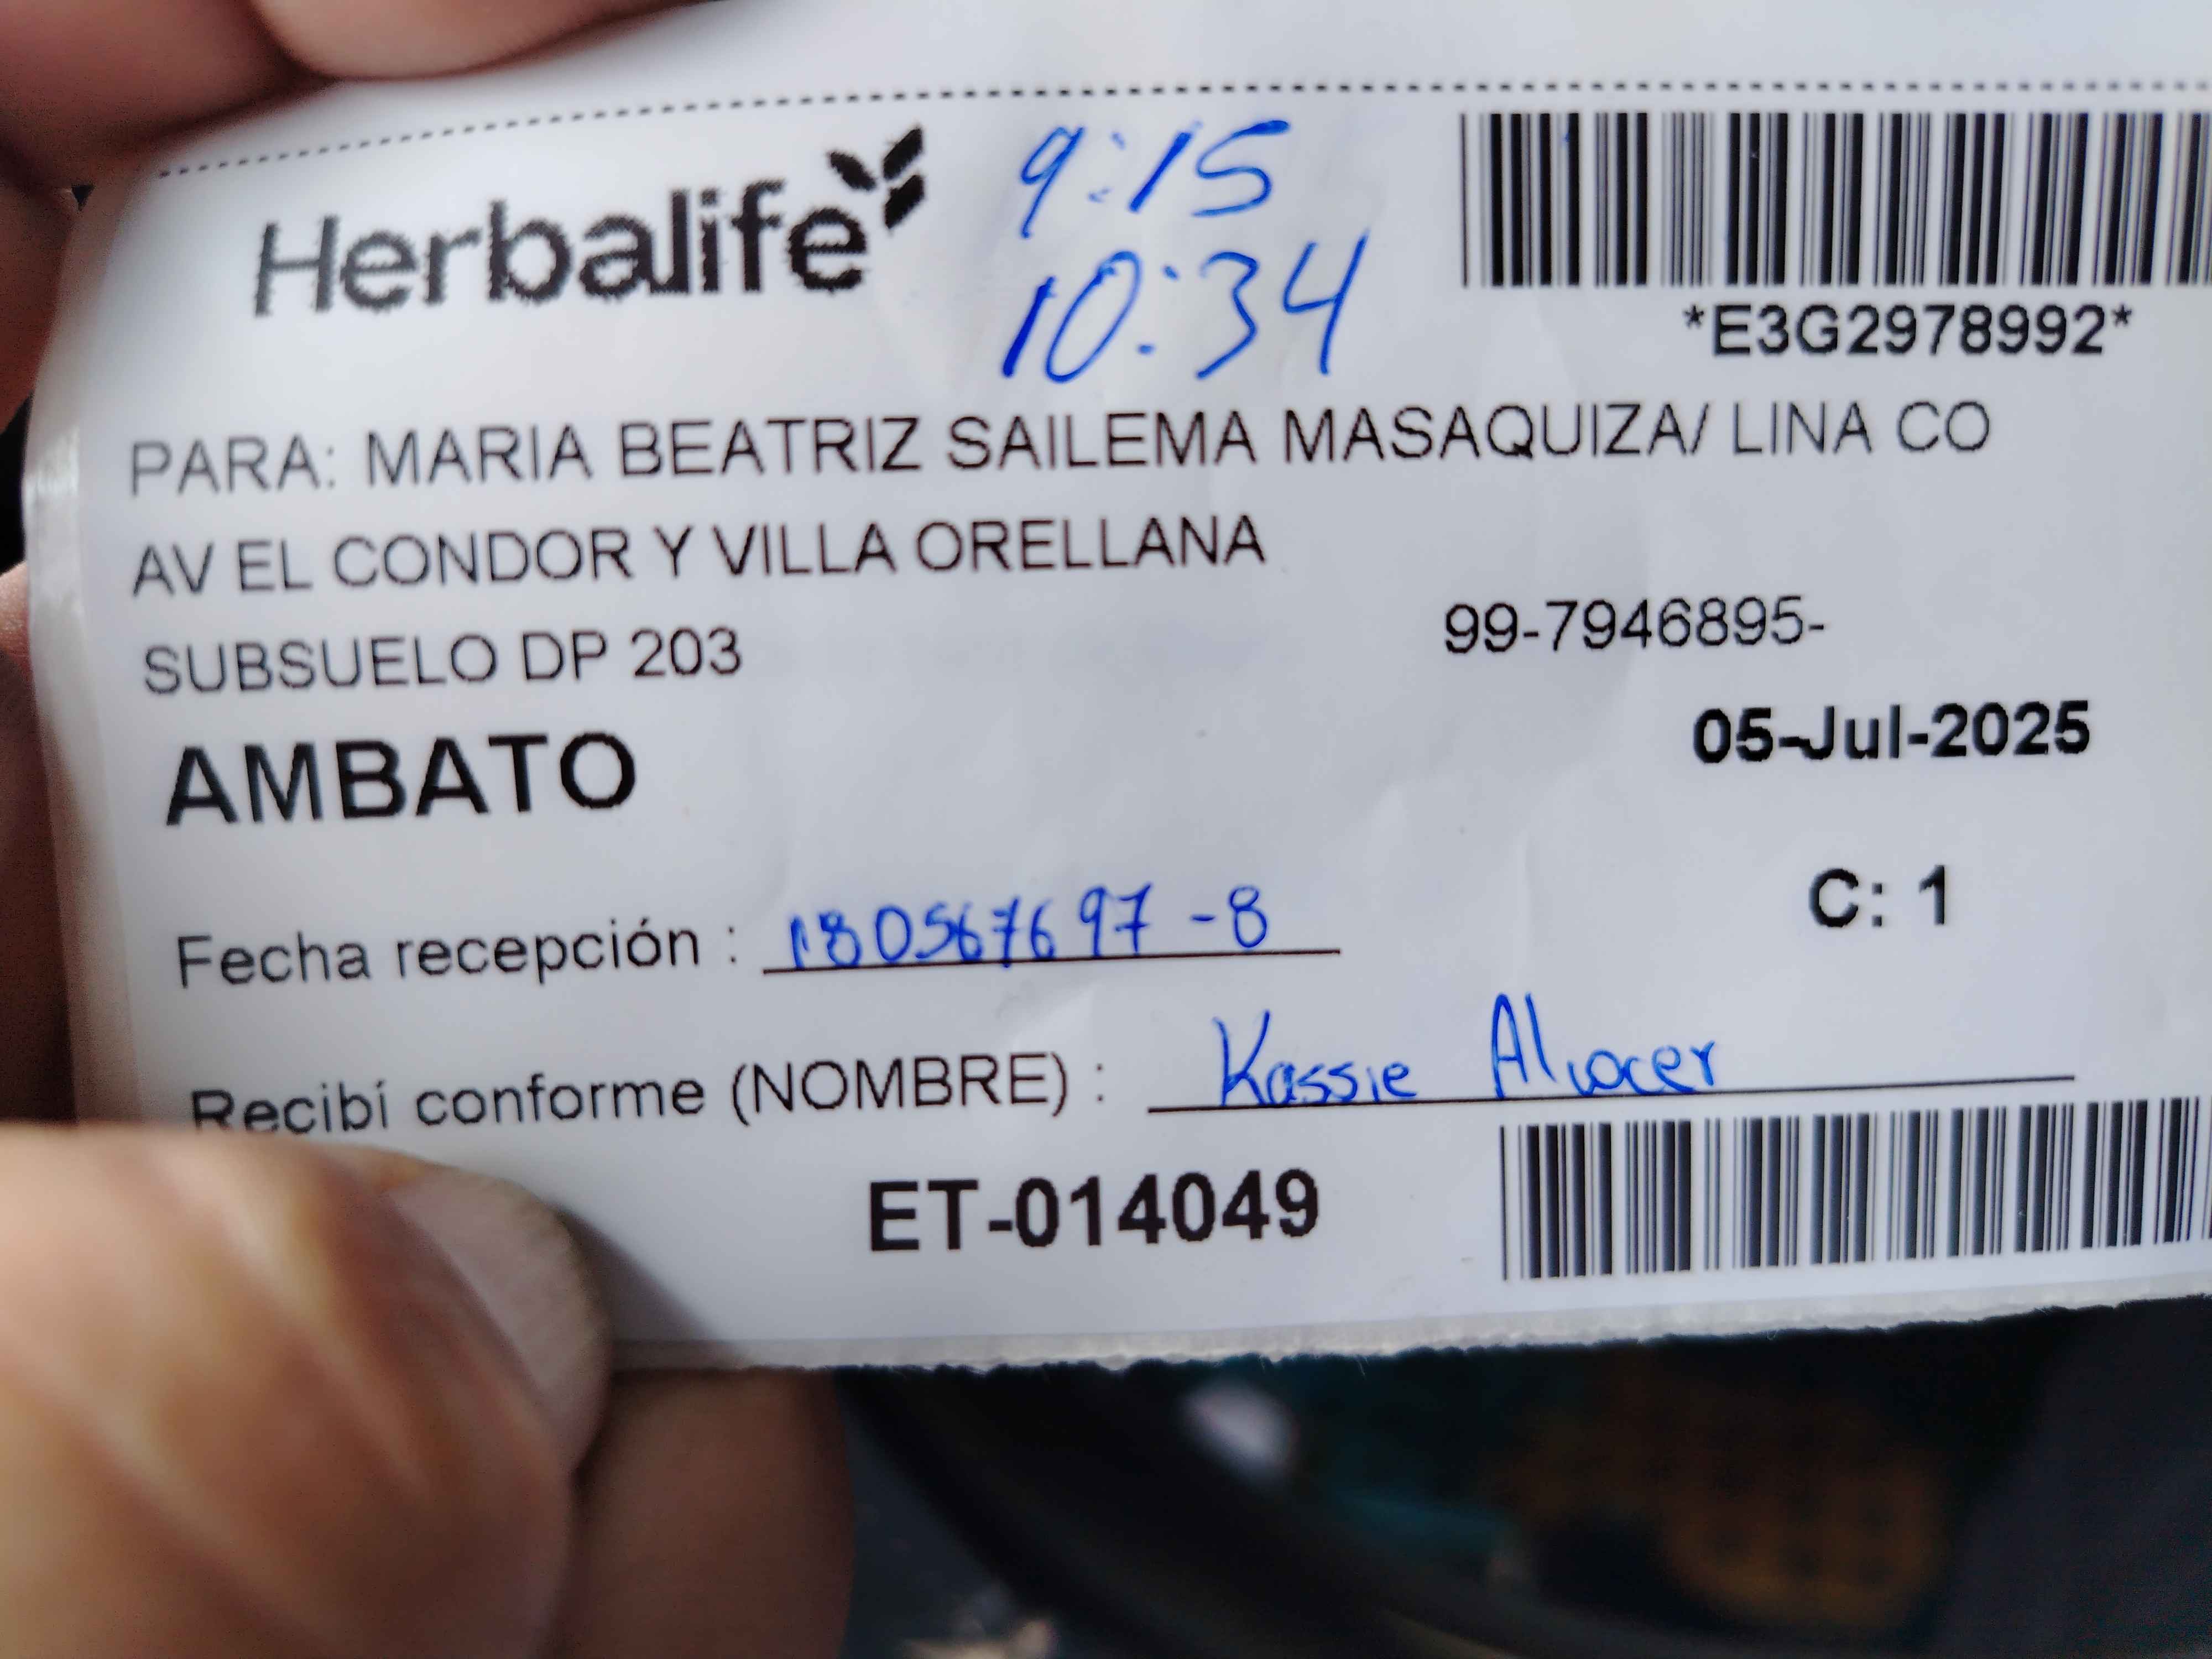 Herbalife
9:15
10:34
*E3G2978992*
PARA: MARIA BEATRIZ SAILEMA MASAQUIZA/ LINA CO
AV EL CONDOR Y VILLA ORELLANA
SUBSUELO DP 203
99-7946895-
AMBATO
05-Jul-2025
C: 1
Fecha recepción : 180567697-8
Recibí conforme (NOMBRE) : Kassie
ET-014049